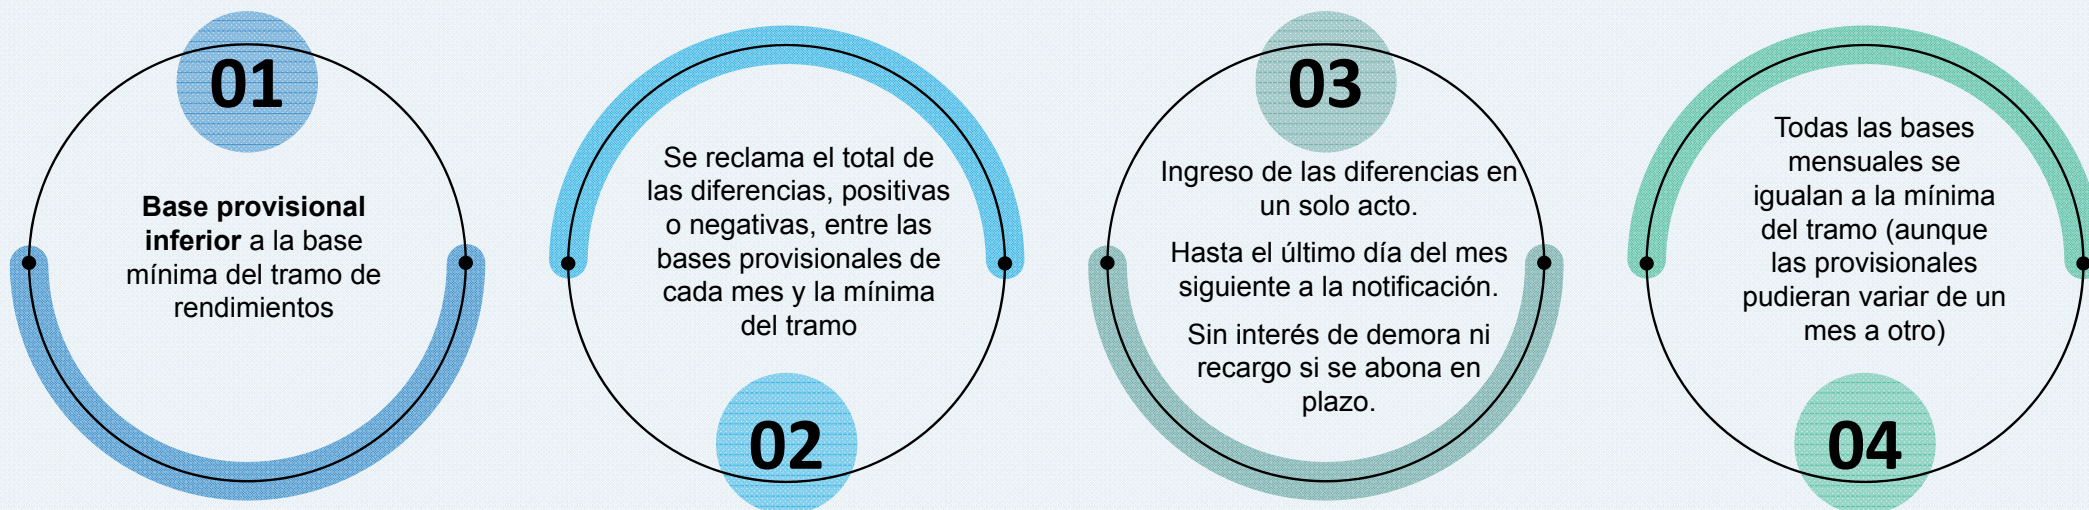 01
Base provisional
inferior a la base
mínima del tramo de
rendimientos
Se reclama el total de
las diferencias, positivas
o negativas, entre las
bases provisionales de
cada mes y la mínima
del tramo
02
03
Ingreso de las diferencias en
un solo acto.
Hasta el último día del mes
siguiente a la notificación.
Sin interés de demora ni
recargo si se abona en
plazo.
Todas las bases
mensuales se
igualan a la mínima
del tramo (aunque
las provisionales
pudieran variar de un
mes a otro)
04